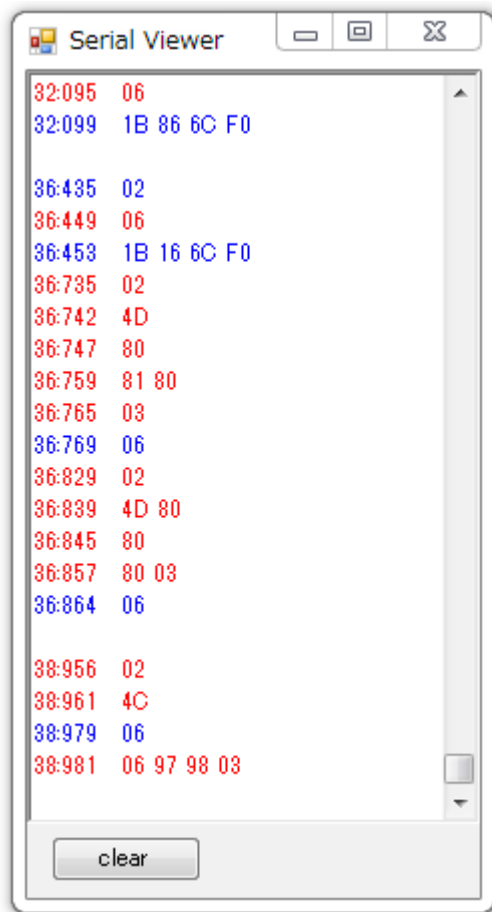 Serial Viewer
32:095 06
32:099 1B 86 6C F0
36:435 02
36:449 06
36:453 1B 16 6C F0
36:735 02
36:742 4D
36:747 80
36:759 81 80
36:765 03
36:769 06
36:829 02
36:839 4D 80
36:845 80
36:857 80 03
36:864 06
38:956 02
38:961 4C
38:979 06
38:981 06 97 98 03
clear